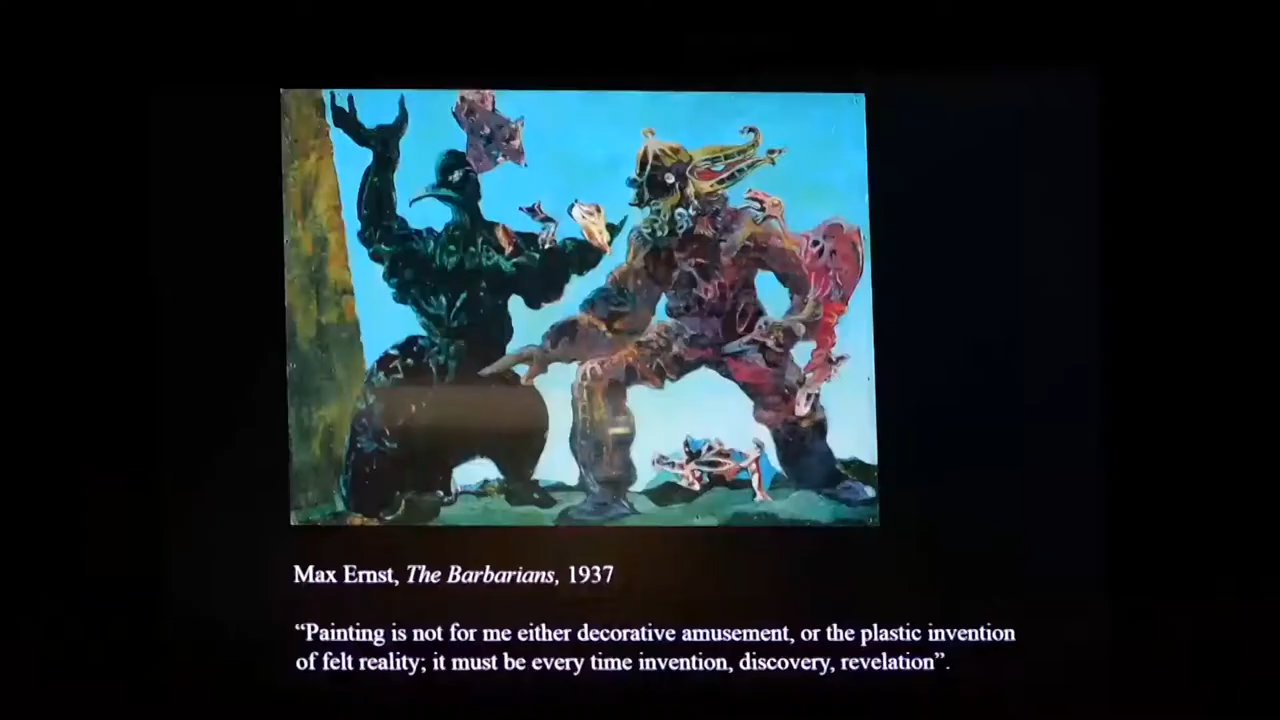 Max Ernst, The Barbarians, 1937
“Painting is not for me either decorative amusement, or the plastic invention
of felt reality; it must be every time invention, discovery, revelation”.